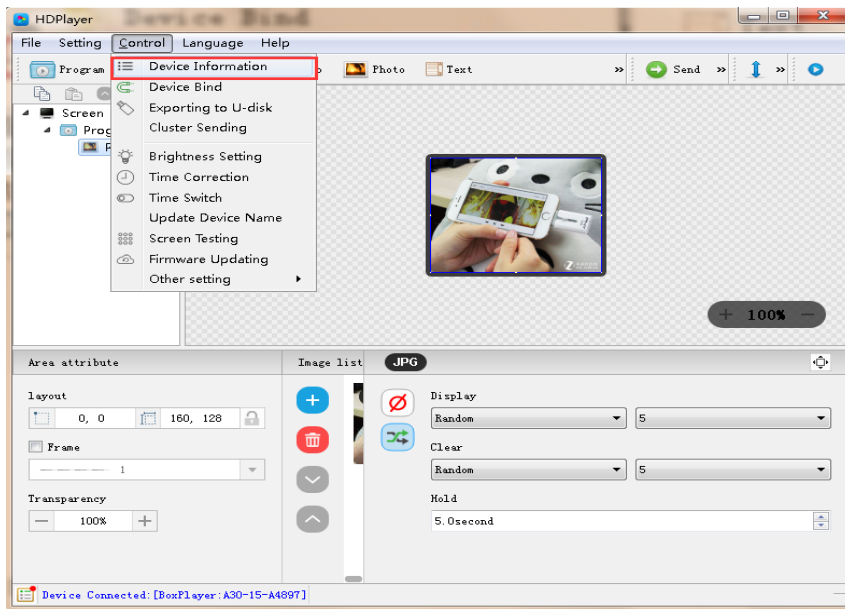 HDPlayer
File Setting Control Language Help
Program
Photo
Text
»
Send
»
»
Device Information
Device Bind
Exporting to U-disk
Cluster Sending
Brightness Setting
Time Correction
Time Switch
Update Device Name
Screen Testing
Firmware Updating
Other setting
Screen
Prog
P
+ 100% −
Area attribute
Image list
JPG
layout
0, 0
160, 128
Frame
1
Transparency
100%
Display
Random
5
Clear
Random
5
Hold
5.0second
Device Connected:[BoxPlayer:A30-15-A4897]